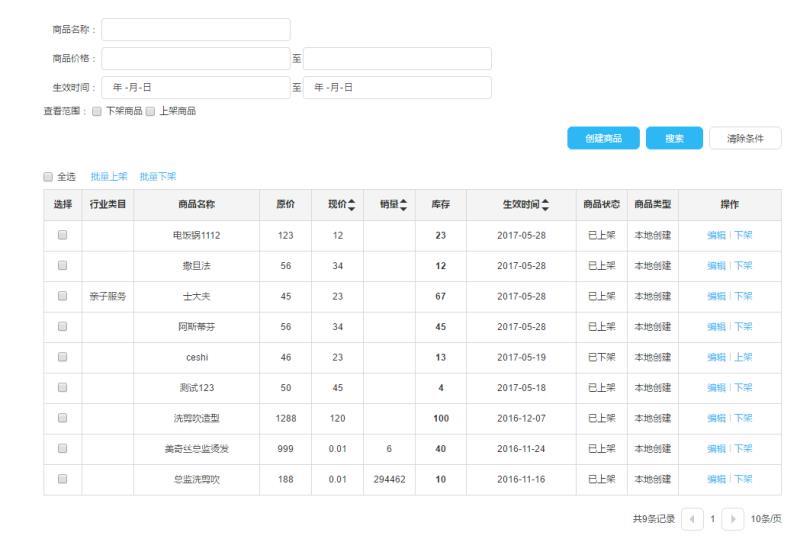 商品名称：
商品价格： 至
生效时间： 年-月-日 至 年-月-日
查看范围： 下架商品 上架商品
创建商品 搜索 清除条件
全选 批量上架 批量下架
选择 行业类目 商品名称 原价 现价 销量 库存 生效时间 商品状态 商品类型 操作
电饭锅1112 123 12 23 2017-05-28 已上架 本地创建 编辑 | 下架
撒旦法 56 34 12 2017-05-28 已上架 本地创建 编辑 | 下架
亲子服务 士大夫 45 23 67 2017-05-28 已上架 本地创建 编辑 | 下架
阿斯蒂芬 56 34 45 2017-05-28 已上架 本地创建 编辑 | 下架
ceshi 46 23 13 2017-05-19 已下架 本地创建 编辑 | 上架
测试123 50 45 4 2017-05-18 已上架 本地创建 编辑 | 下架
洗剪吹造型 1288 120 100 2016-12-07 已上架 本地创建 编辑 | 下架
美奇丝总监烫发 999 0.01 6 40 2016-11-24 已上架 本地创建 编辑 | 下架
总监洗剪吹 188 0.01 294462 10 2016-11-16 已上架 本地创建 编辑 | 下架
共9条记录 1 10条/页